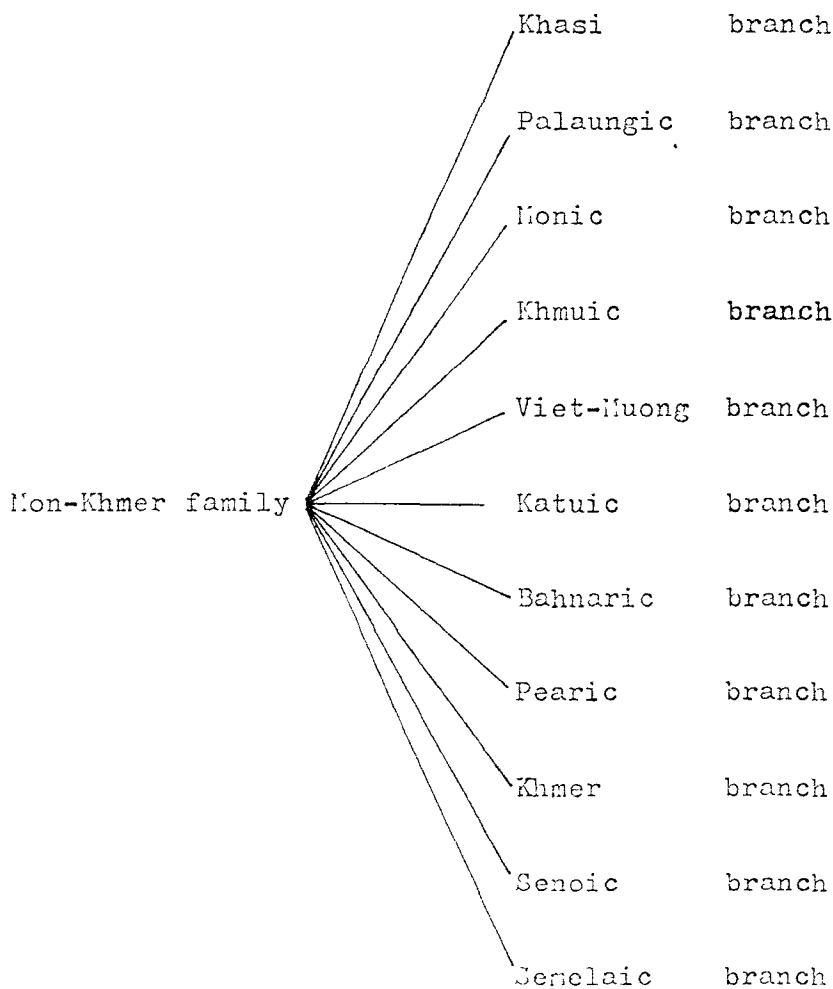 Khasi branch
Palaungic branch
Monic branch
Khmuic branch
Viet-Muong branch
Mon-Khmer family Katuic branch
Bahnaric branch
Pearic branch
Khmer branch
Senoic branch
Semelaic branch